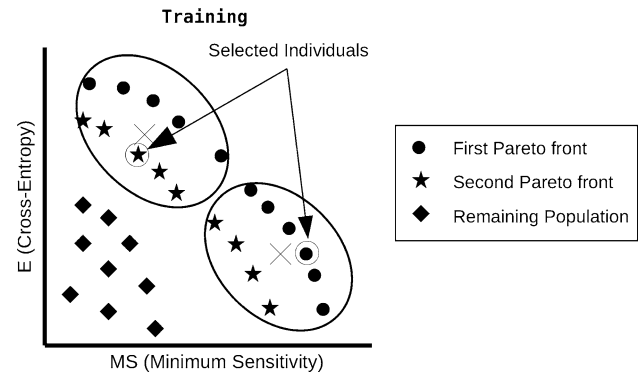 Training
Selected Individuals
E (Cross-Entropy)
First Pareto front
Second Pareto front
Remaining Population
MS (Minimum Sensitivity)